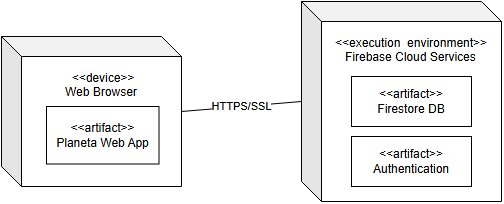 <<device>>
Web Browser
<<artifact>>
Planeta Web App
HTTPS/SSL
<<execution environment>>
Firebase Cloud Services
<<artifact>>
Firestore DB
<<artifact>>
Authentication